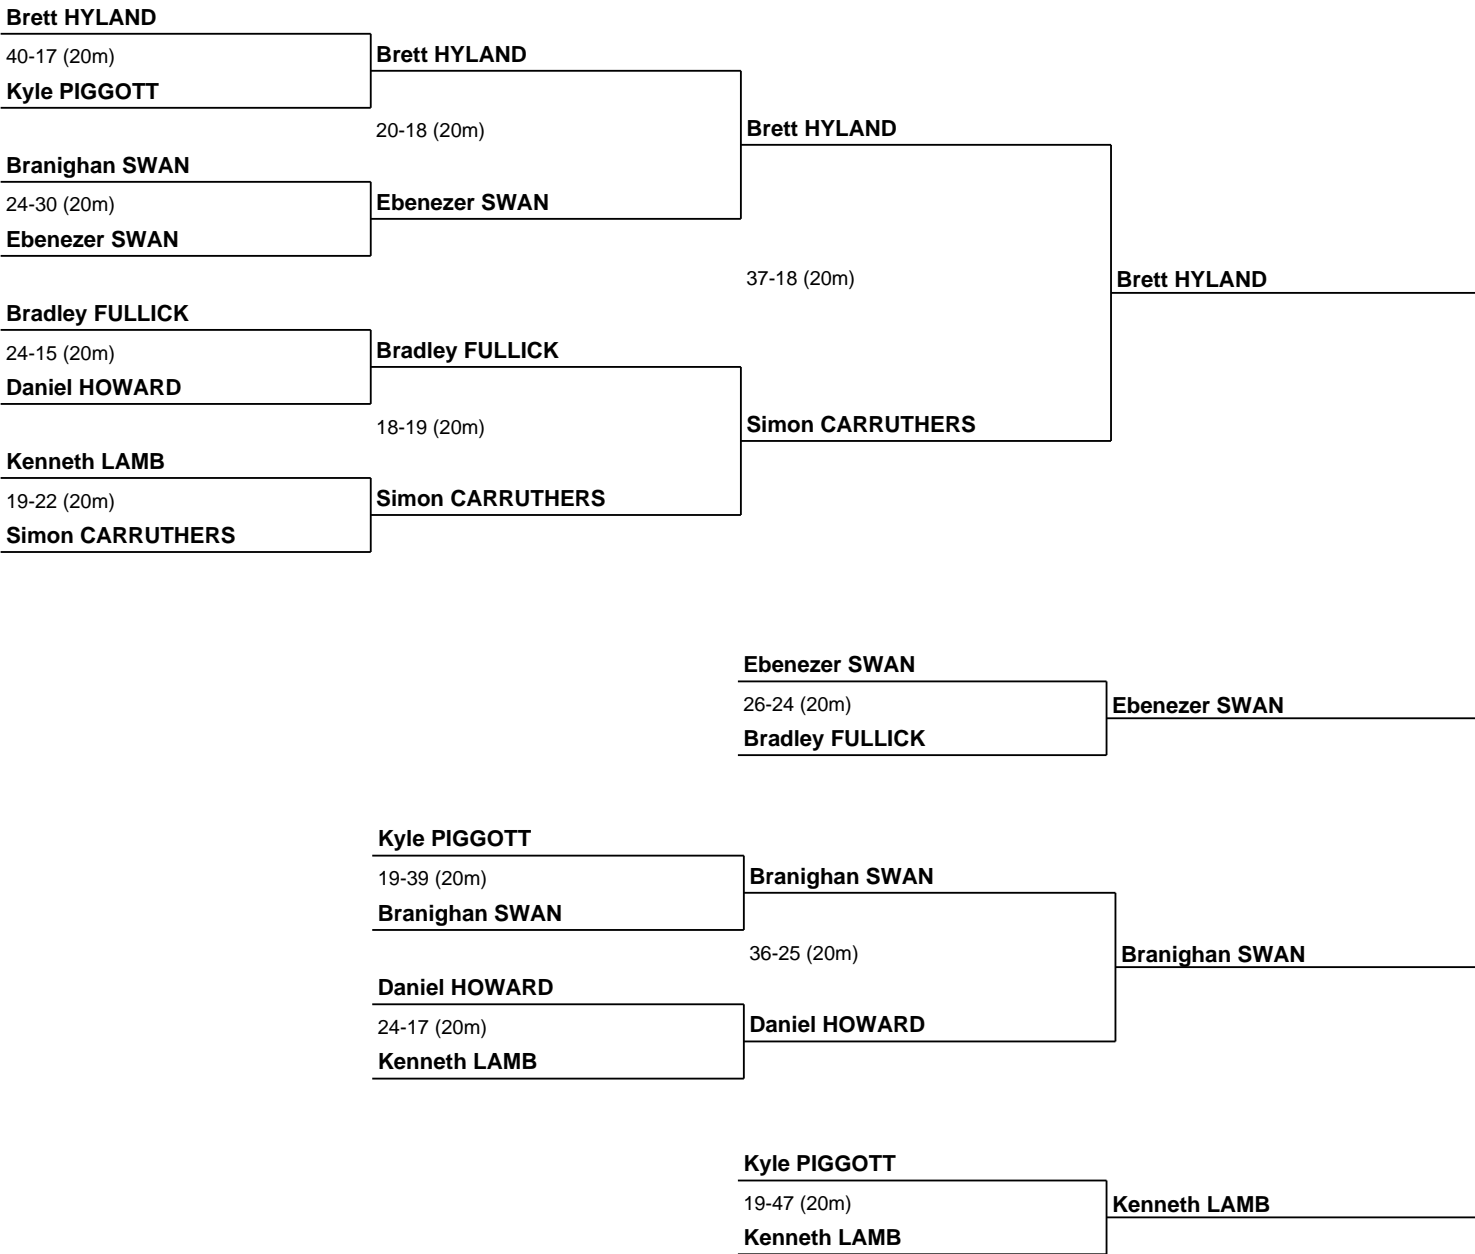 Brett HYLAND
40-17 (20m)
Kyle PIGGOTT
Brett HYLAND
20-18 (20m)
Branighan SWAN
24-30 (20m)
Ebenezer SWAN
Ebenezer SWAN
Brett HYLAND
37-18 (20m)
Brett HYLAND
Bradley FULLICK
24-15 (20m)
Daniel HOWARD
Bradley FULLICK
18-19 (20m)
Simon CARRUTHERS
Kenneth LAMB
19-22 (20m)
Simon CARRUTHERS
Simon CARRUTHERS
Ebenezer SWAN
26-24 (20m)
Bradley FULLICK
Ebenezer SWAN
Kyle PIGGOTT
19-39 (20m)
Branighan SWAN
Branighan SWAN
36-25 (20m)
Branighan SWAN
Daniel HOWARD
24-17 (20m)
Kenneth LAMB
Daniel HOWARD
Kyle PIGGOTT
19-47 (20m)
Kenneth LAMB
Kenneth LAMB